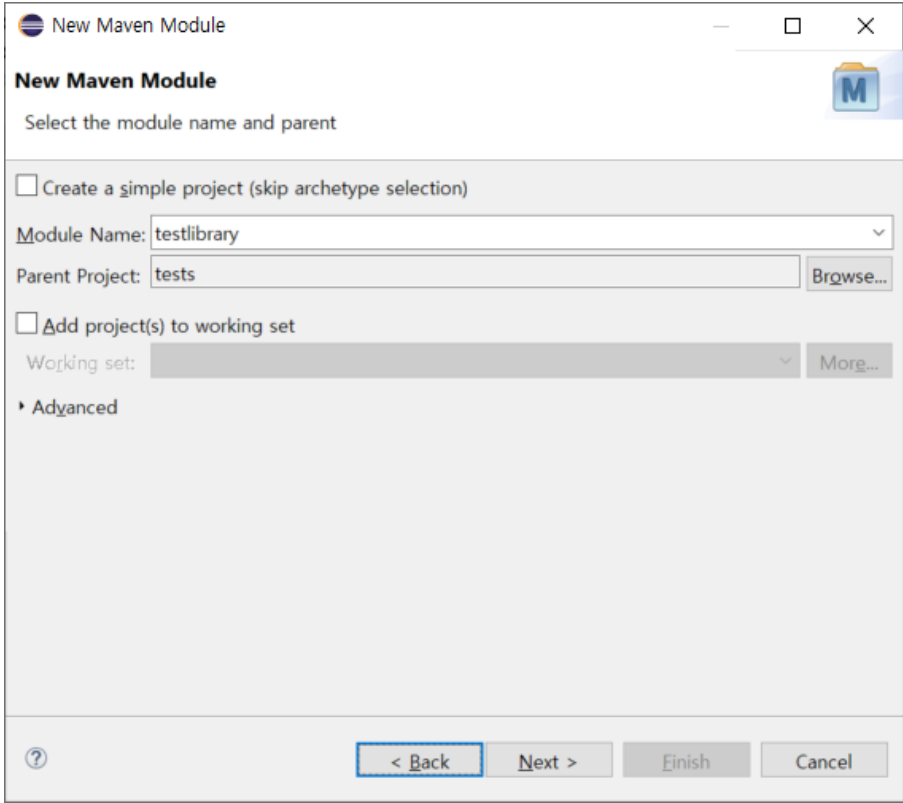 New Maven Module
New Maven Module
M
Select the module name and parent
Create a simple project (skip archetype selection)
Module Name: testlibrary
Parent Project: tests Browse...
Add project(s) to working set
Working set: More...
Advanced
? < Back Next > Finish Cancel